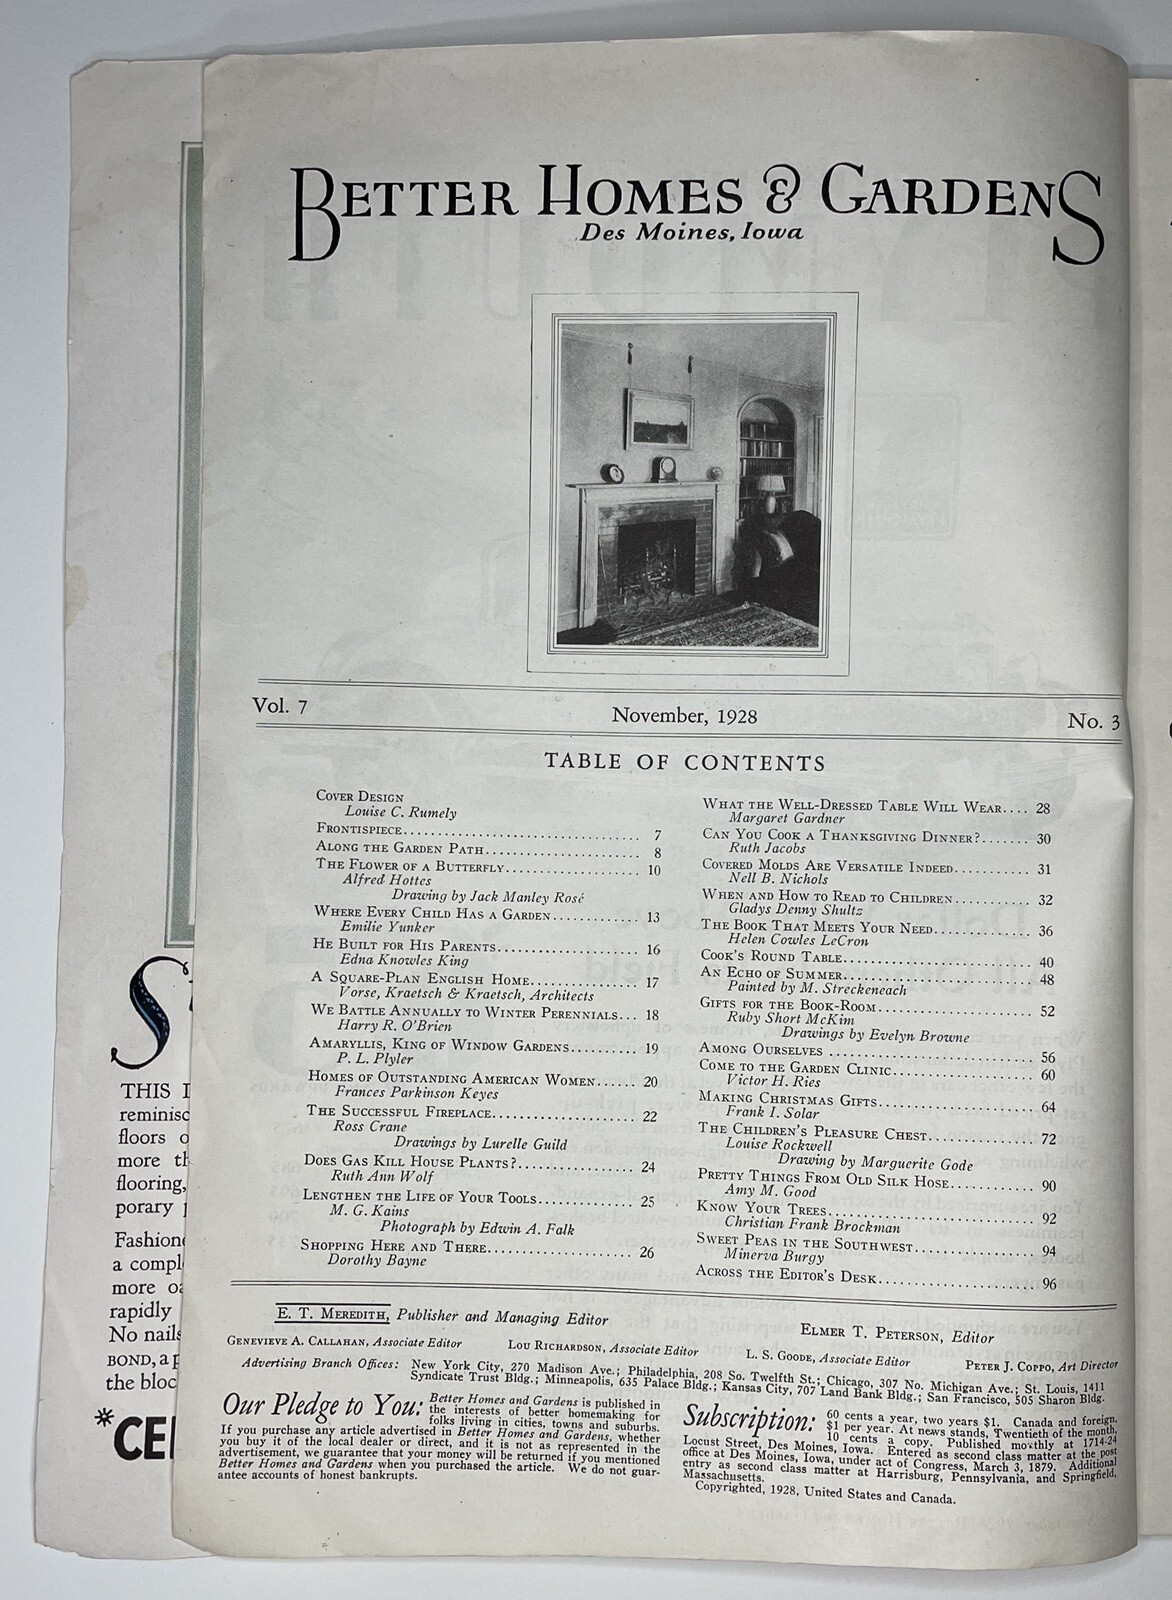 BETTER HOMES & GARDENS
Des Moines, Iowa
Vol. 7 November, 1928 No. 3
TABLE OF CONTENTS
COVER DESIGN
Louise C. Rumely
FRONTISPIECE 7
ALONG THE GARDEN PATH 8
THE FLOWER OF A BUTTERFLY 10
Alfred Hottes
Drawing by Jack Manley Rosé
WHERE EVERY CHILD HAS A GARDEN 13
Emilie Yunker
HE BUILT FOR HIS PARENTS 16
Edna Knowles King
A SQUARE-PLAN ENGLISH HOME 17
Vorse, Kraetsch & Kraetsch, Architects
WE BATTLE ANNUALLY TO WINTER PERENNIALS 18
Harry R. O'Brien
AMARYLLIS, KING OF WINDOW GARDENS 19
P. L. Plyler
HOMES OF OUTSTANDING AMERICAN WOMEN 20
Frances Parkinson Keyes
THE SUCCESSFUL FIREPLACE 22
Ross Crane
Drawings by Lurelle Guild
DOES GAS KILL HOUSE PLANTS? 24
Ruth Ann Wolf
LENGTHEN THE LIFE OF YOUR TOOLS 25
M. G. Kains
Photograph by Edwin A. Falk
SHOPPING HERE AND THERE 26
Dorothy Bayne
WHAT THE WELL-DRESSED TABLE WILL WEAR 28
Margaret Gardner
CAN YOU COOK A THANKSGIVING DINNER? 30
Ruth Jacobs
COVERED MOLDS ARE VERSATILE INDEED 31
Nell B. Nichols
WHEN AND HOW TO READ TO CHILDREN 32
Gladys Denny Shultz
THE BOOK THAT MEETS YOUR NEED 36
Helen Cowles LeCron
COOK'S ROUND TABLE 40
AN ECHO OF SUMMER 48
Painted by M. Streckeneach
GIFTS FOR THE BOOK-ROOM 52
Ruby Short McKim
Drawings by Evelyn Browne
AMONG OURSELVES 56
COME TO THE GARDEN CLINIC 60
Victor H. Ries
MAKING CHRISTMAS GIFTS 64
Frank I. Solar
THE CHILDREN'S PLEASURE CHEST 72
Louise Rockwell
Drawing by Marguerite Gode
PRETTY THINGS FROM OLD SILK HOSE 90
Amy M. Good
KNOW YOUR TREES 92
Christian Frank Brockman
SWEET PEAS IN THE SOUTHWEST 94
Minerva Burgy
ACROSS THE EDITOR'S DESK 96
E. T. MEREDITH, Publisher and Managing Editor
ELMER T. PETERSON, Editor
GENEVIEVE A. CALLAHAN, Associate Editor LOU RICHARDSON, Associate Editor L. S. GOODE, Associate Editor PETER J. COPPO, Art Director
Advertising Branch Offices: New York City, 270 Madison Ave.; Philadelphia, 208 So. Twelfth St.; Chicago, 307 No. Michigan Ave.; St. Louis, 1411
Syndicate Trust Bldg.; Minneapolis, 635 Palace Bldg.; Kansas City, 707 Land Bank Bldg.; San Francisco, 505 Sharon Bldg.
Our Pledge to You: Better Homes and Gardens is published in
the interests of better homemaking for
folks living in cities, towns and suburbs.
If you purchase any article advertised in Better Homes and Gardens, whether
you buy it of the local dealer or direct, and it is not as represented in the
advertisement, we guarantee that your money will be returned if you mentioned
Better Homes and Gardens when you purchased the article. We do not guar-
antee accounts of honest bankrupts.
Subscription: 60 cents a year, two years $1. Canada and foreign,
$1 per year. At news stands, Twentieth of the month,
10 cents a copy. Published monthly at 1714-24
Locust Street, Des Moines, Iowa. Entered as second class matter at the post
office at Des Moines, Iowa, under act of Congress, March 3, 1879. Additional
entry as second class matter at Harrisburg, Pennsylvania, and Springfield,
Massachusetts.
Copyrighted, 1928, United States and Canada.
S
THIS
reminisc
floors o
more th
flooring,
porary
Fashione
a compl
more oa
rapidly
No nails
BOND, a p
the bloc
*CE